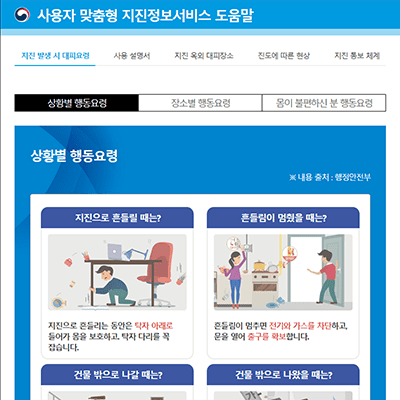 사용자 맞춤형 지진정보서비스 도움말
지진 발생 시 대피요령 사용 설명서 지진 옥외 대피장소 진도에 따른 현상 지진 통보 체계
상황별 행동요령 장소별 행동요령 몸이 불편하신 분 행동요령
상황별 행동요령
※ 내용 출처 : 행정안전부
지진으로 흔들릴 때는?
지진으로 흔들리는 동안은 탁자 아래로
들어가 몸을 보호하고, 탁자 다리를 꼭
잡습니다.
흔들림이 멈췄을 때는?
흔들림이 멈추면 전기와 가스를 차단하고,
문을 열어 출구를 확보합니다.
건물 밖으로 나갈 때는?
건물 밖으로 나왔을 때는?